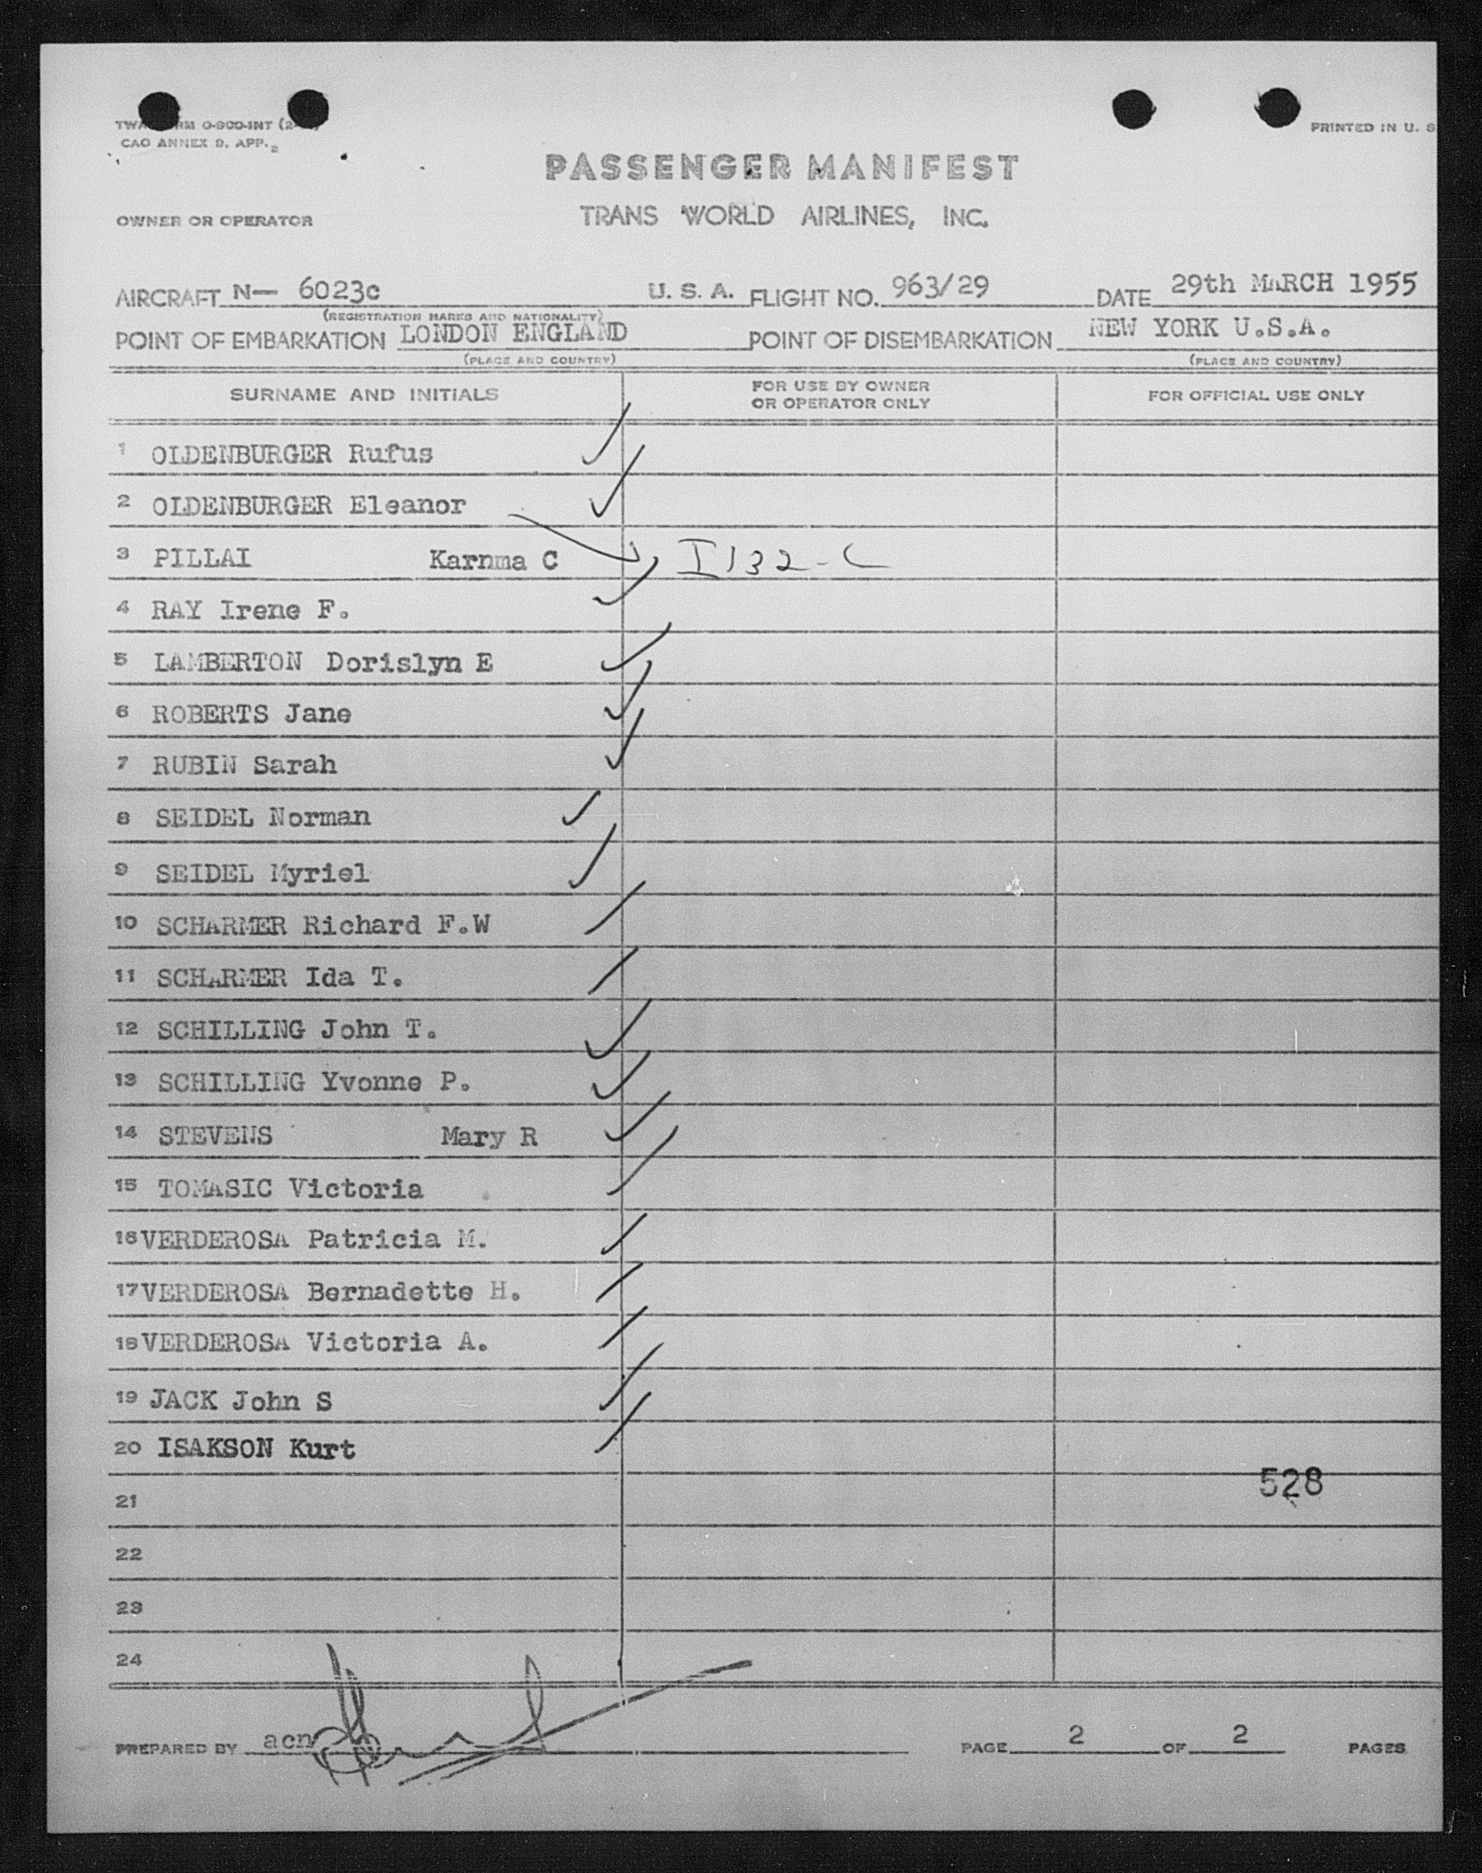 CAO ANNEX 9, APP. 2
PRINTED IN U. S
PASSENGER MANIFEST
OWNER OR OPERATOR
TRANS WORLD AIRLINES, INC.
AIRCRAFT N— 6023c U. S. A. FLIGHT NO. 963/29 DATE 29th MARCH 1955
(REGISTRATION MARKS AND NATIONALITY)
POINT OF EMBARKATION LONDON ENGLAND POINT OF DISEMBARKATION NEW YORK U.S.A.
(PLACE AND COUNTRY) (PLACE AND COUNTRY)
SURNAME AND INITIALS FOR USE BY OWNER OR OPERATOR ONLY FOR OFFICIAL USE ONLY
1 OLDENBURGER Rufus
2 OLDENBURGER Eleanor
3 PILLAI Karnma C I132-C
4 RAY Irene F.
5 LAMBERTON Dorislyn E
6 ROBERTS Jane
7 RUBIN Sarah
8 SEIDEL Norman
9 SEIDEL Myriel
10 SCHARMER Richard F.W
11 SCHARMER Ida T.
12 SCHILLING John T.
13 SCHILLING Yvonne P.
14 STEVENS Mary R
15 TOMASIC Victoria
16 VERDEROSA Patricia M.
17 VERDEROSA Bernadette H.
18 VERDEROSA Victoria A.
19 JACK John S
20 ISAKSON Kurt
528
21
22
23
24
PREPARED BY acn PAGE 2 OF 2 PAGES